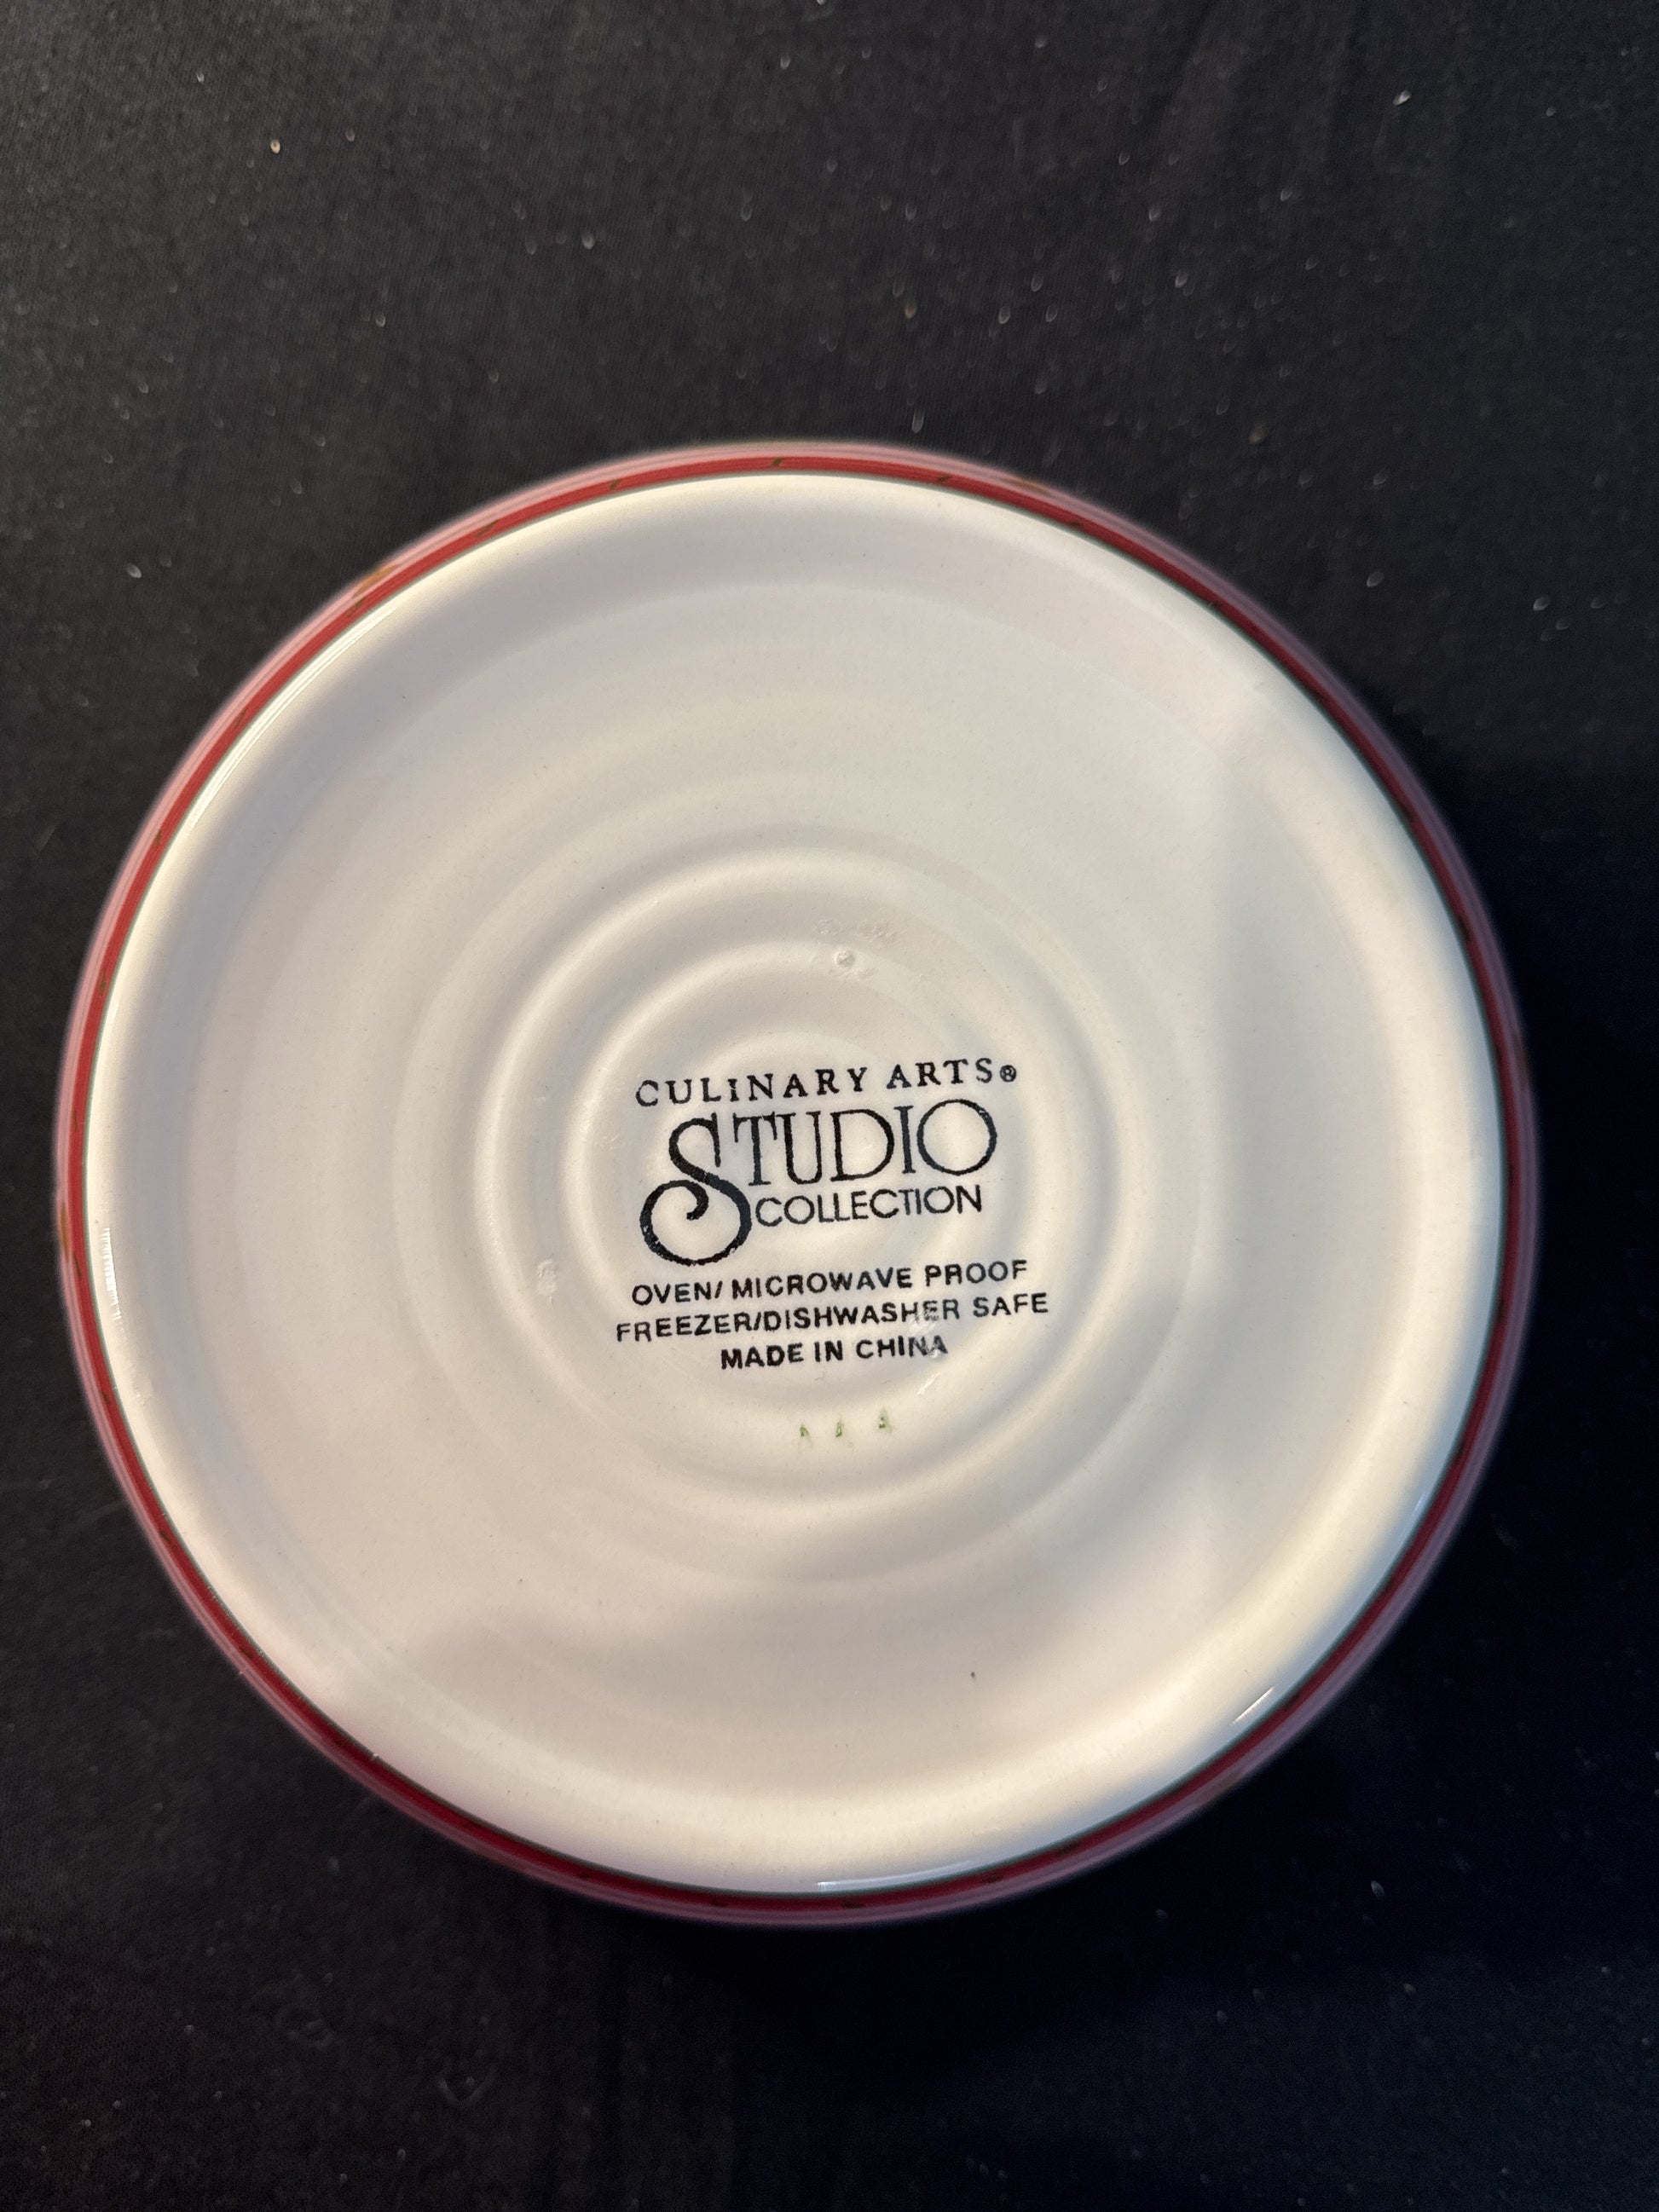 CULINARY ARTS®
STUDIO
COLLECTION
OVEN/ MICROWAVE PROOF
FREEZER/DISHWASHER SAFE
MADE IN CHINA